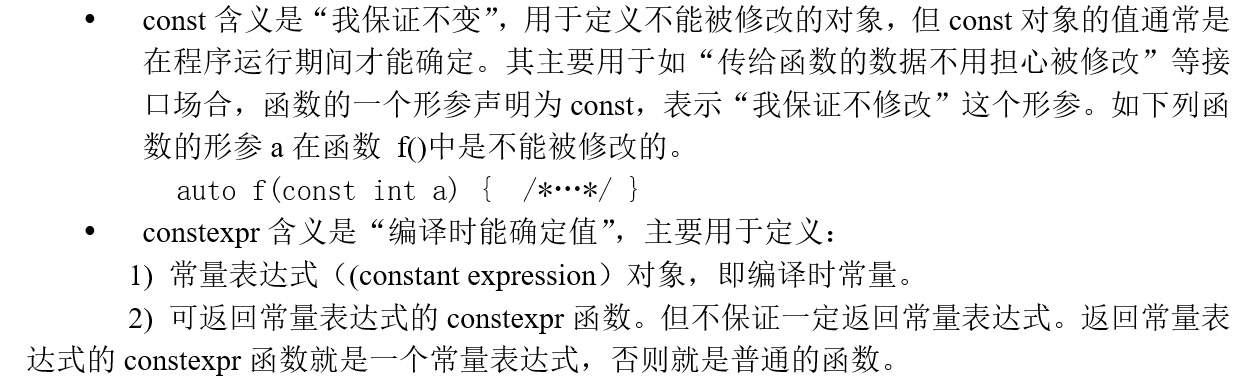 • const 含义是“我保证不变”，用于定义不能被修改的对象，但 const 对象的值通常是
在程序运行期间才能确定。其主要用于如“传给函数的数据不用担心被修改”等接
口场合，函数的一个形参声明为 const，表示“我保证不修改”这个形参。如下列函
数的形参 a 在函数 f()中是不能被修改的。
auto f(const int a) { /*…*/ }
• constexpr 含义是“编译时能确定值”，主要用于定义：
1) 常量表达式（(constant expression）对象，即编译时常量。
2) 可返回常量表达式的 constexpr 函数。但不保证一定返回常量表达式。返回常量表
达式的 constexpr 函数就是一个常量表达式，否则就是普通的函数。